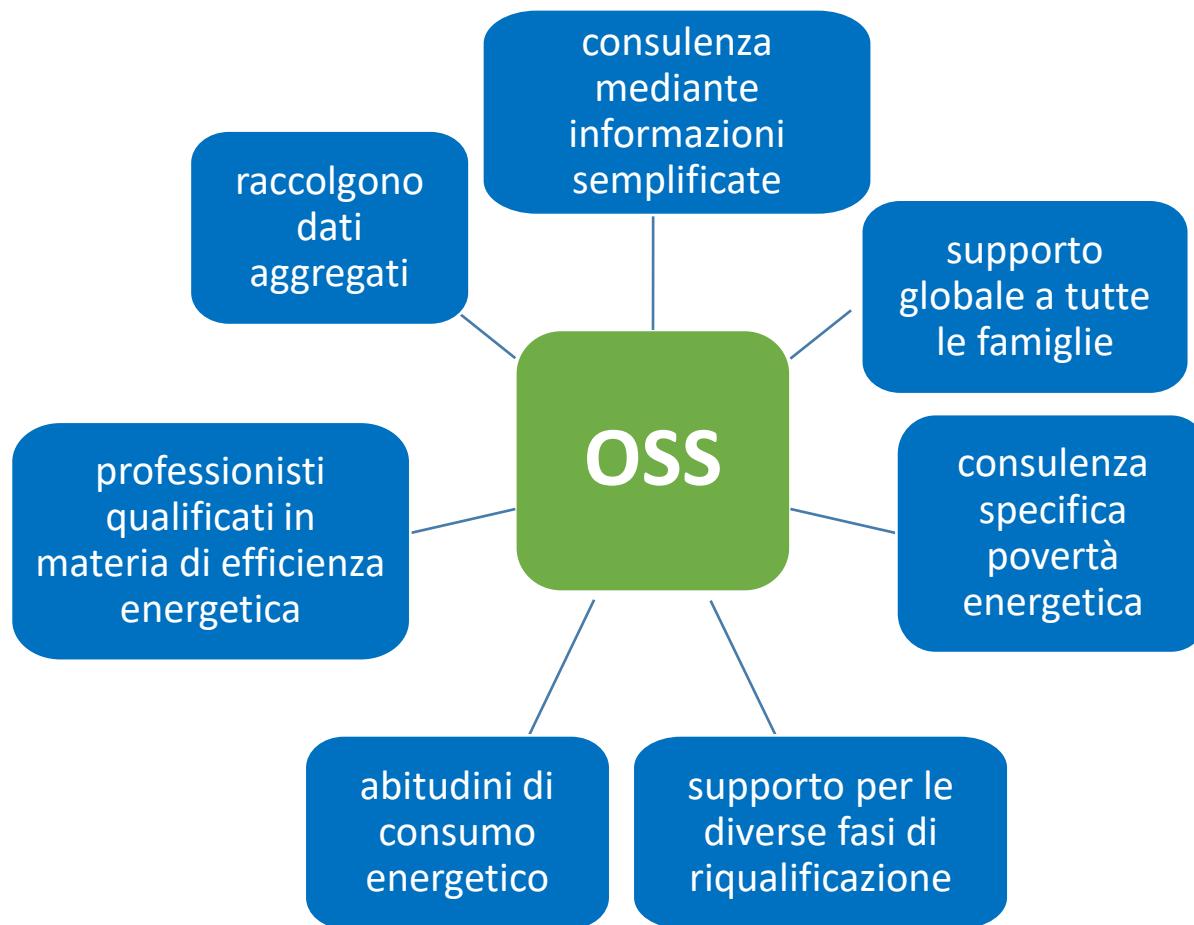 consulenza
mediante
informazioni
semplificate
raccolgono
dati
aggregati
supporto
globale a tutte
le famiglie
OSS
professionisti
qualificati in
materia di efficienza
energetica
consulenza
specifica
povertà
energetica
abitudini di
consumo
energetico
supporto per le
diverse fasi di
riqualificazione